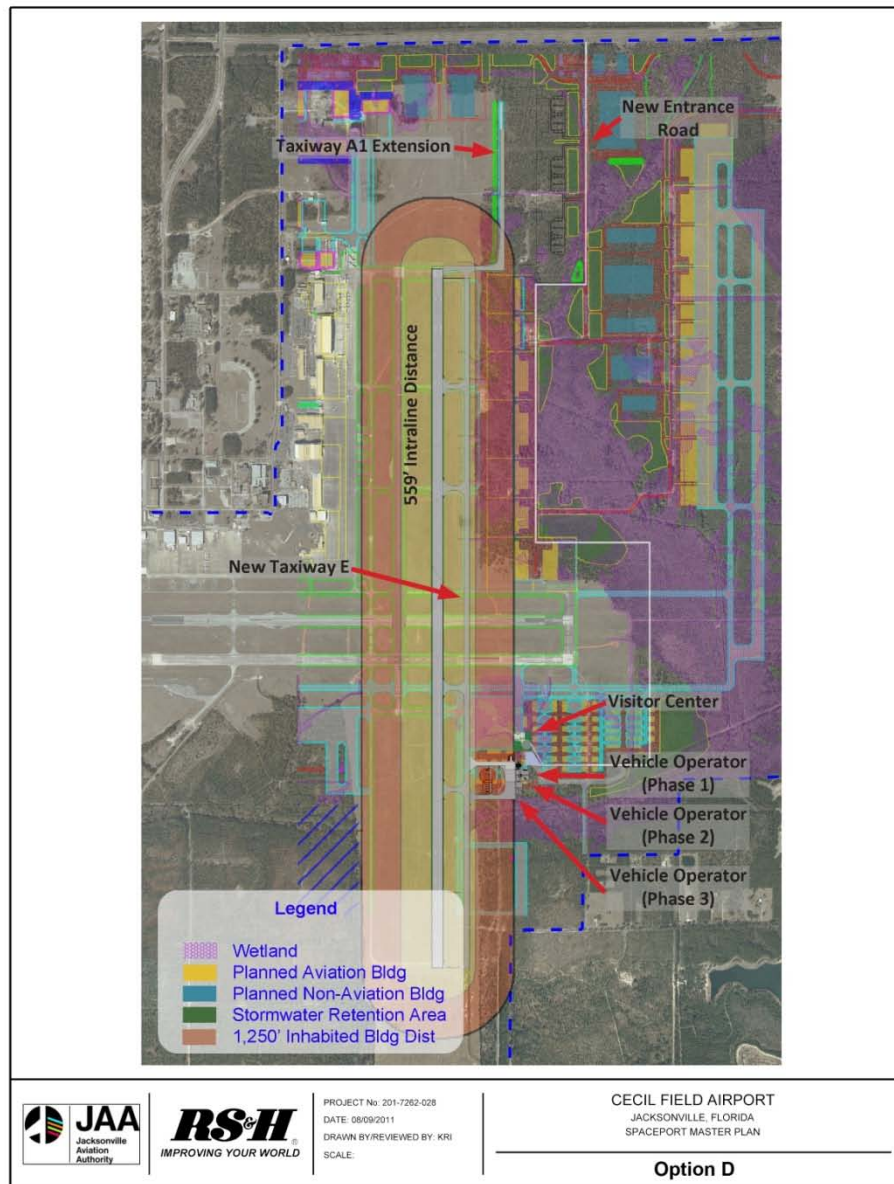 New Entrance
Road
Taxiway A1 Extension
559' Intraline Distance
New Taxiway E
Visitor Center
Vehicle Operator
(Phase 1)
Vehicle Operator
(Phase 2)
Vehicle Operator
(Phase 3)
Legend
Wetland
Planned Aviation Bldg
Planned Non-Aviation Bldg
Stormwater Retention Area
1,250' Inhabited Bldg Dist
JAA
Jacksonville
Aviation
Authority
RS&H®
IMPROVING YOUR WORLD
PROJECT No: 201-7262-028
DATE: 08/09/2011
DRAWN BY/REVIEWED BY: KRI
SCALE:
CECIL FIELD AIRPORT
JACKSONVILLE, FLORIDA
SPACEPORT MASTER PLAN
Option D